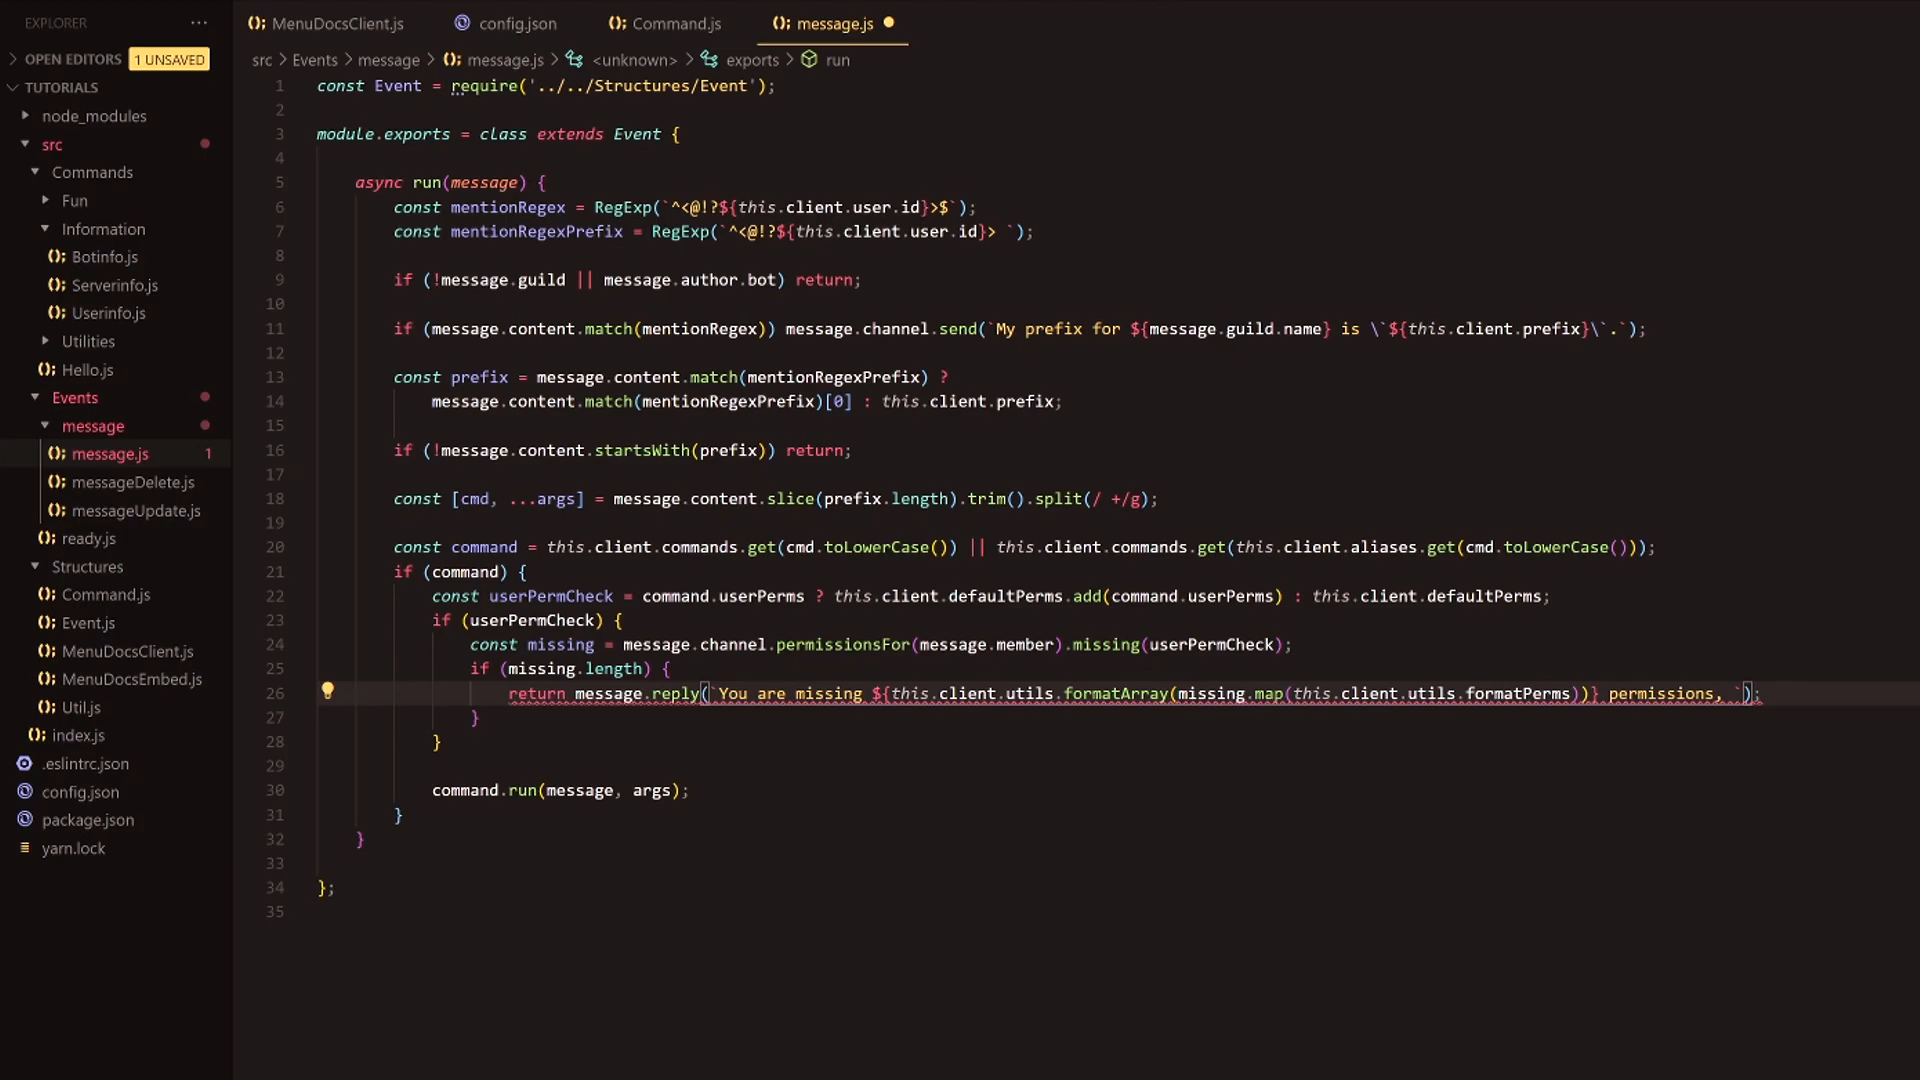 EXPLORER
···
OPEN EDITORS 1 UNSAVED
TUTORIALS
node_modules
src
Commands
Fun
Information
Botinfo.js
Serverinfo.js
Userinfo.js
Utilities
Hello.js
Events
message
message.js 1
messageDelete.js
messageUpdate.js
ready.js
Structures
Command.js
Event.js
MenuDocsClient.js
MenuDocsEmbed.js
Util.js
index.js
.eslintrc.json
config.json
package.json
yarn.lock
MenuDocsClient.js config.json Command.js message.js
src > Events > message > message.js > <unknown> > exports > run
1 const Event = require('../../Structures/Event');
2
3 module.exports = class extends Event {
4
5 async run(message) {
6 const mentionRegex = RegExp(`^<@!?${this.client.user.id}>$`);
7 const mentionRegexPrefix = RegExp(`^<@!?${this.client.user.id}> `);
8
9 if (!message.guild || message.author.bot) return;
10
11 if (message.content.match(mentionRegex)) message.channel.send(`My prefix for ${message.guild.name} is \`${this.client.prefix}\`.`);
12
13 const prefix = message.content.match(mentionRegexPrefix) ?
14 message.content.match(mentionRegexPrefix)[0] : this.client.prefix;
15
16 if (!message.content.startsWith(prefix)) return;
17
18 const [cmd, ...args] = message.content.slice(prefix.length).trim().split(/ +/g);
19
20 const command = this.client.commands.get(cmd.toLowerCase()) || this.client.commands.get(this.client.aliases.get(cmd.toLowerCase()));
21 if (command) {
22 const userPermCheck = command.userPerms ? this.client.defaultPerms.add(command.userPerms) : this.client.defaultPerms;
23 if (userPermCheck) {
24 const missing = message.channel.permissionsFor(message.member).missing(userPermCheck);
25 if (missing.length) {
26 return message.reply(`You are missing ${this.client.utils.formatArray(missing.map(this.client.utils.formatPerms))} permissions, `);
27 }
28 }
29
30 command.run(message, args);
31 }
32 }
33
34 };
35